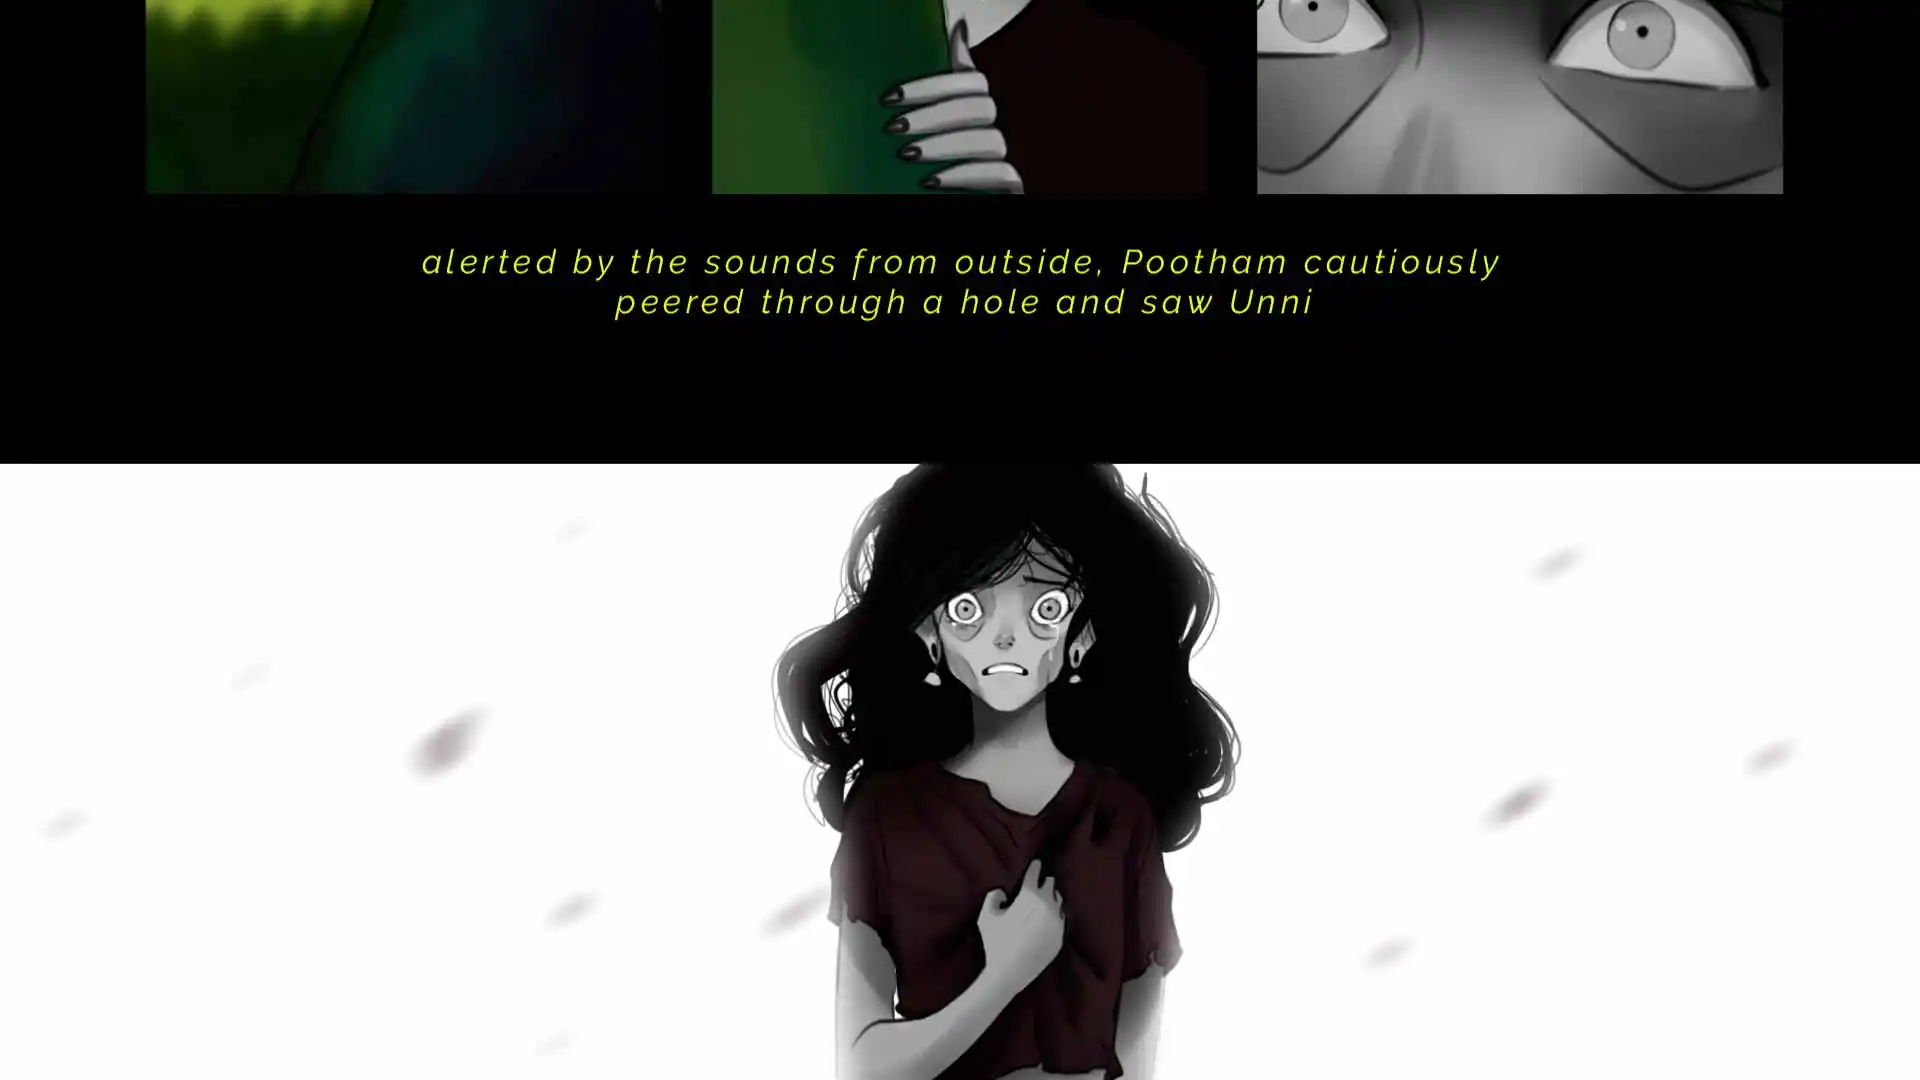 alerted by the sounds from outside, Pootham cautiously
peered through a hole and saw Unni